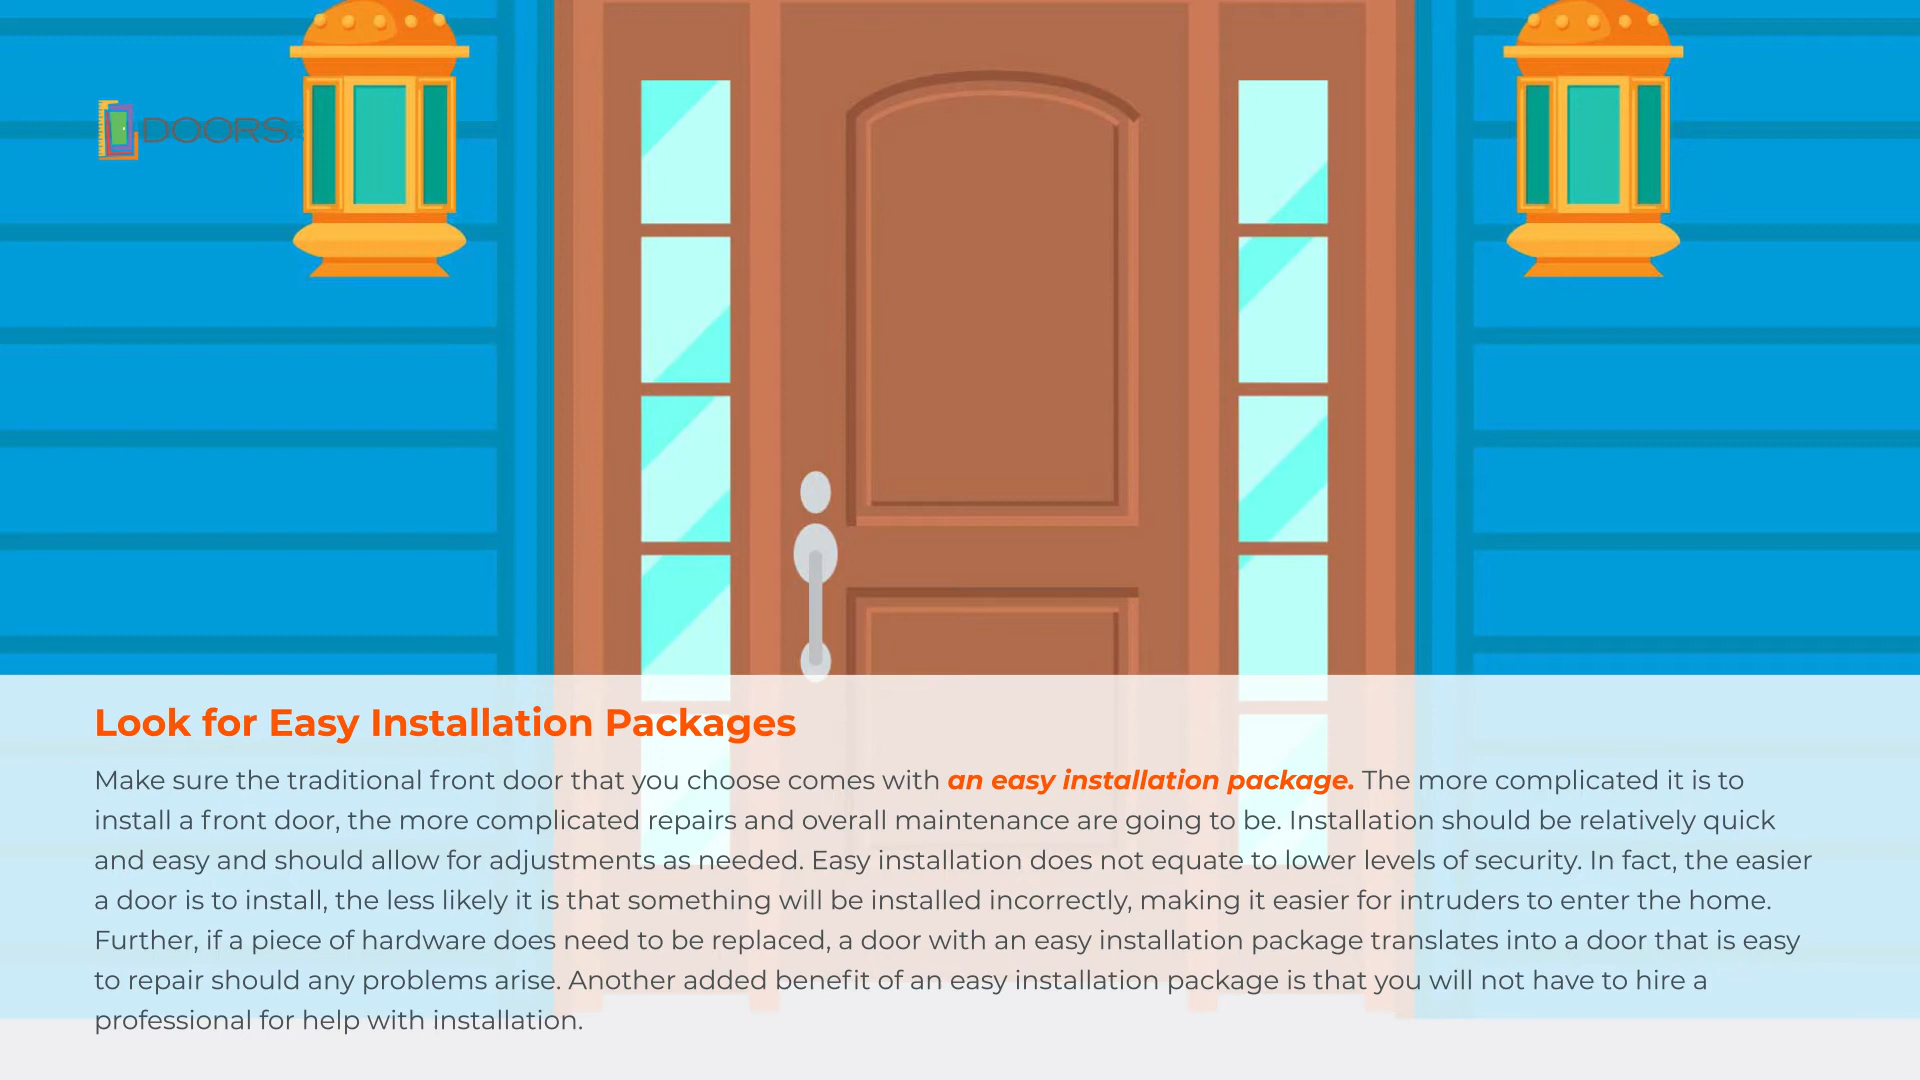 DOORS
Look for Easy Installation Packages
Make sure the traditional front door that you choose comes with an easy installation package. The more complicated it is to
install a front door, the more complicated repairs and overall maintenance are going to be. Installation should be relatively quick
and easy and should allow for adjustments as needed. Easy installation does not equate to lower levels of security. In fact, the easier
a door is to install, the less likely it is that something will be installed incorrectly, making it easier for intruders to enter the home.
Further, if a piece of hardware does need to be replaced, a door with an easy installation package translates into a door that is easy
to repair should any problems arise. Another added benefit of an easy installation package is that you will not have to hire a
professional for help with installation.